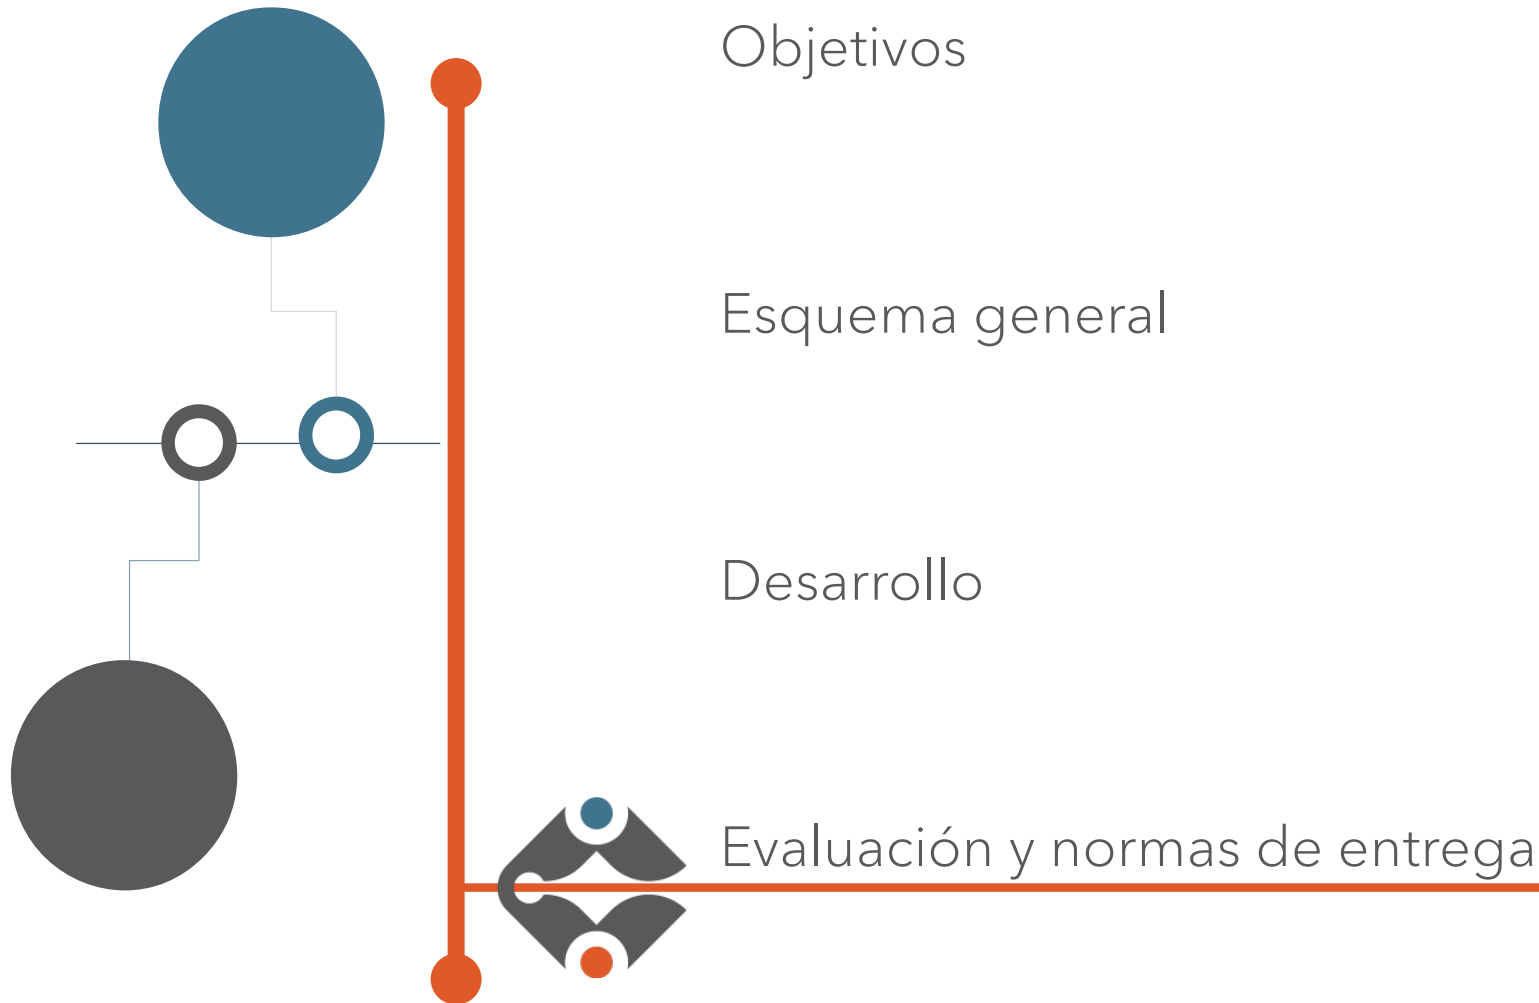 Objetivos
Esquema general
Desarrollo
Evaluación y normas de entrega